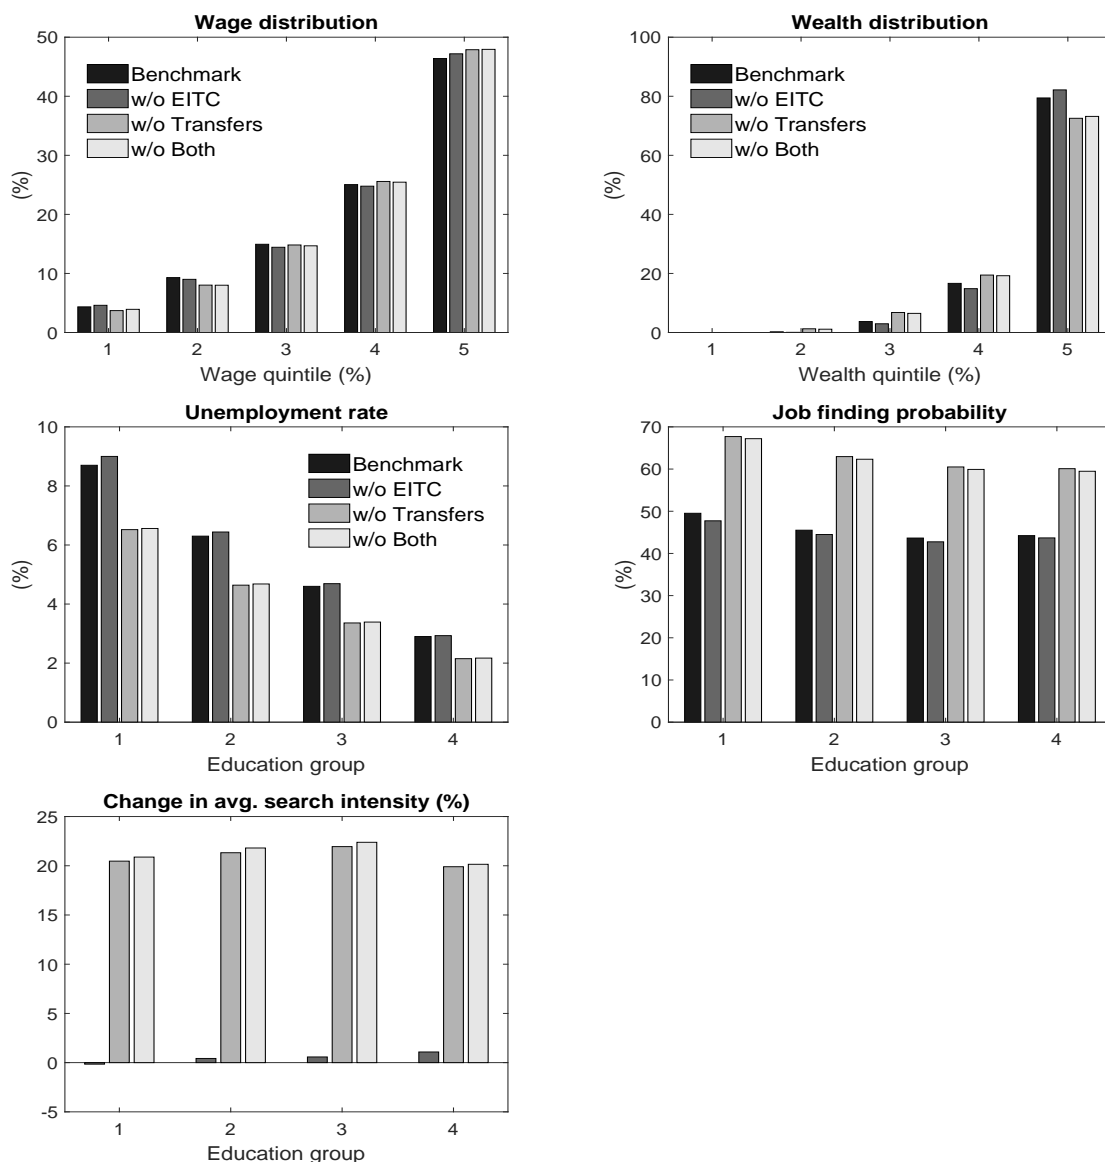 Wage distribution
50
40
30
20
10
0
(%)
Benchmark
w/o EITC
w/o Transfers
w/o Both
1 2 3 4 5
Wage quintile (%)
Wealth distribution
100
80
60
40
20
0
(%)
Benchmark
w/o EITC
w/o Transfers
w/o Both
1 2 3 4 5
Wealth quintile (%)
Unemployment rate
10
8
6
4
2
0
(%)
Benchmark
w/o EITC
w/o Transfers
w/o Both
1 2 3 4
Education group
Job finding probability
70
60
50
40
30
20
10
0
(%)
1 2 3 4
Education group
Change in avg. search intensity (%)
25
20
15
10
5
0
-5
1 2 3 4
Education group